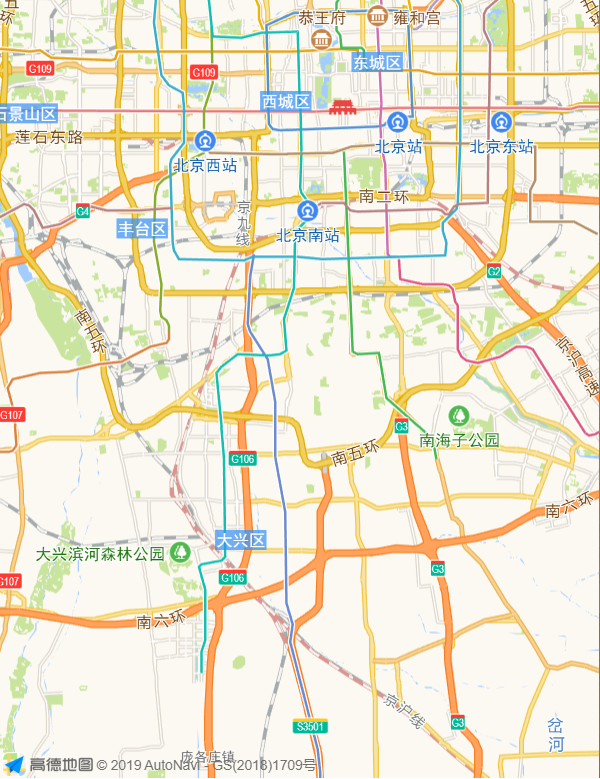 五环
恭王府
雍和宫
五环
G109
G109
东城区
西城区
石景山区
莲石东路
北京西站
北京站
北京东站
南二环
G4
京九线
丰台区
北京南站
G2
南五环
京沪高速
G107
G3
南海子公园
南五环
G106
南六环
大兴区
大兴滨河森林公园
G3
G106
G107
南六环
京沪线
G3
S3501
岔河
庞各庄镇
高德地图 © 2019 AutoNavi - GS(2018)1709号